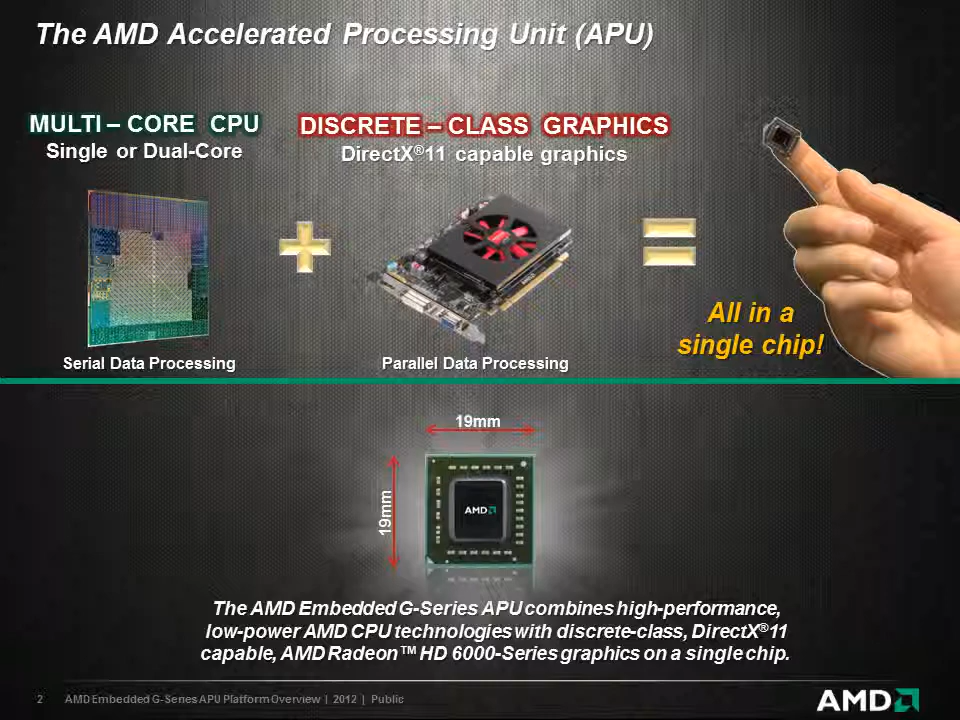 The AMD Accelerated Processing Unit (APU)
MULTI – CORE CPU
Single or Dual-Core
DISCRETE – CLASS GRAPHICS
DirectX®11 capable graphics
All in a
single chip!
Serial Data Processing
Parallel Data Processing
19mm
19mm
AMD
The AMD Embedded G-Series APU combines high-performance,
low-power AMD CPU technologies with discrete-class, DirectX®11
capable, AMD Radeon™ HD 6000-Series graphics on a single chip.
2 AMD Embedded G-Series APU Platform Overview | 2012 | Public
AMD